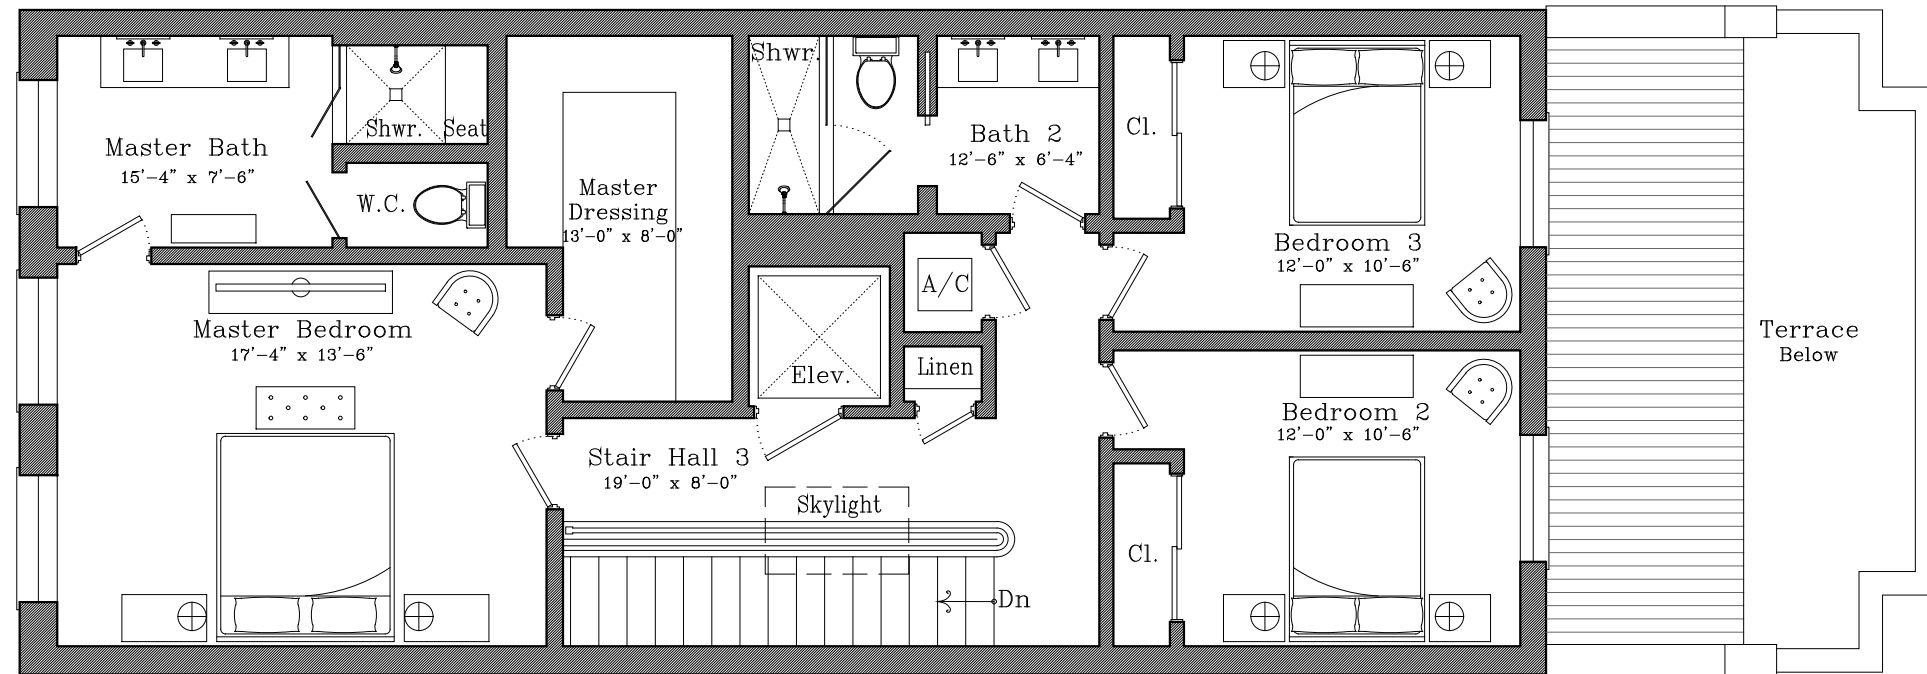 Master Bath
15'-4" x 7'-6"
Shwr.
Seat
W.C.
Master
Dressing
13'-0" x 8'-0"
Shwr.
Bath 2
12'-6" x 6'-4"
Cl.
Bedroom 3
12'-0" x 10'-6"
A/C
Master Bedroom
17'-4" x 13'-6"
Elev.
Linen
Terrace
Below
Bedroom 2
12'-0" x 10'-6"
Stair Hall 3
19'-0" x 8'-0"
Skylight
Cl.
Dn